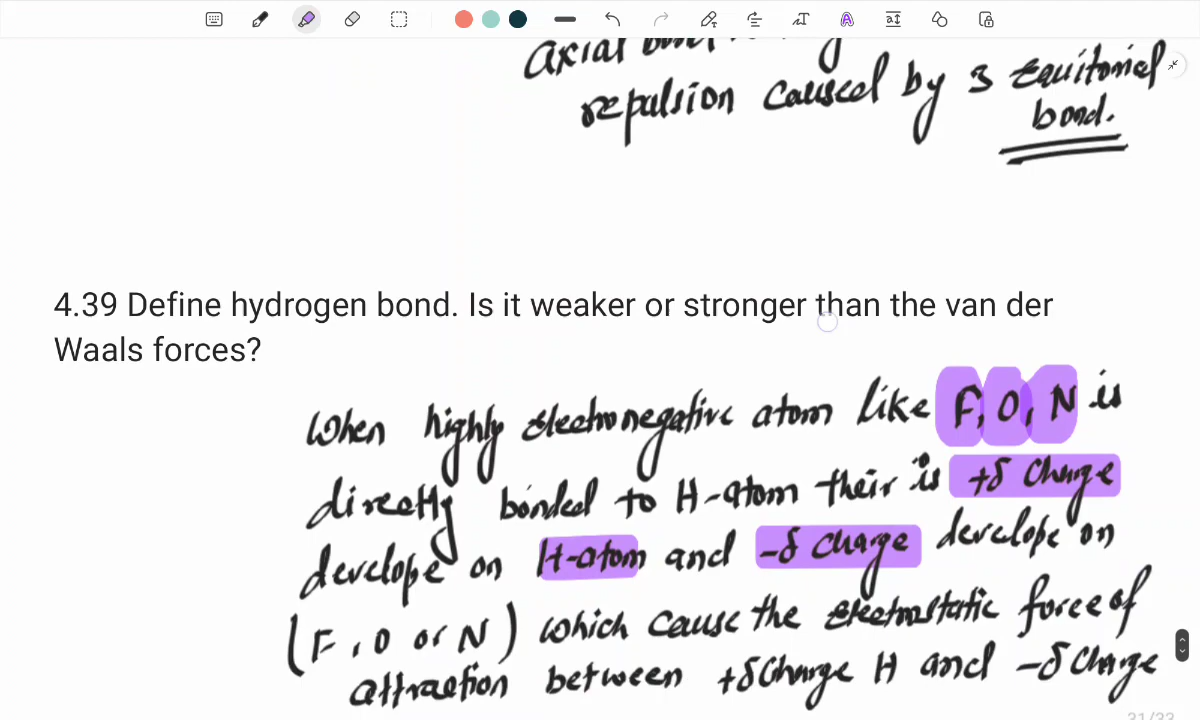 axial
repulsion caused by 3 Equitorial
bond.
4.39 Define hydrogen bond. Is it weaker or stronger than the van der
Waals forces?
When highly Electronegative atom like F, O, N is
directly bonded to H-atom their is +δ Charge
develope on H-atom and -δ charge develope on
(F, O or N) which cause the Electrostatic force of
attraction between +δ Charge H and -δ Charge